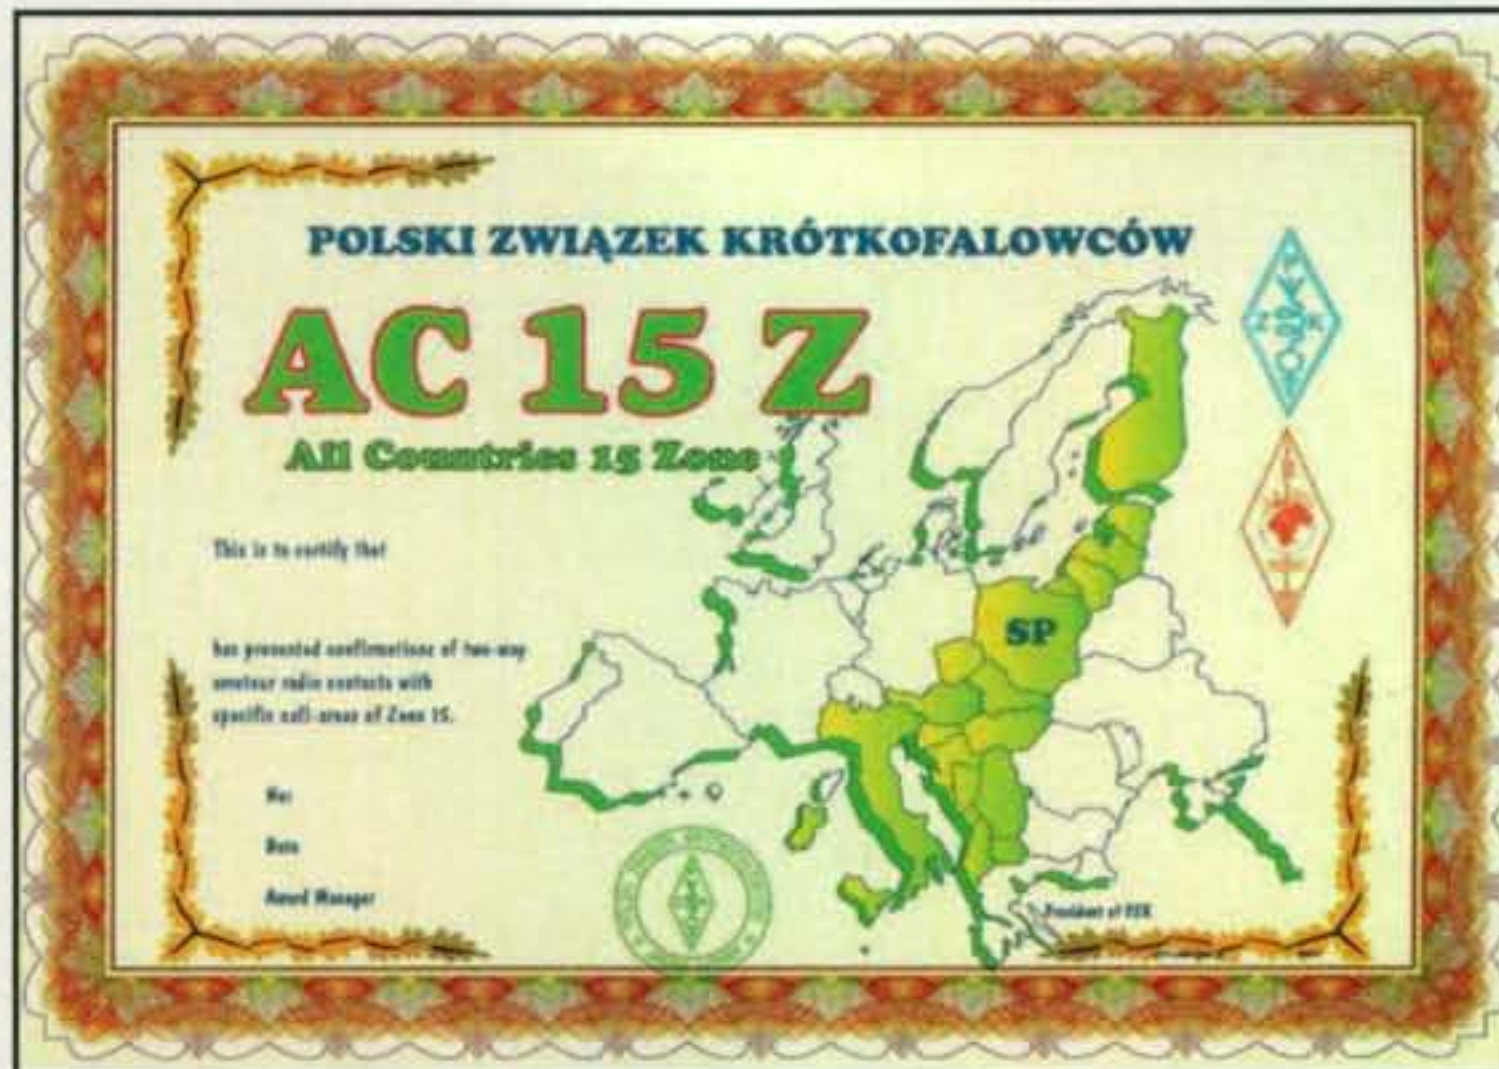 POLSKI ZWIĄZEK KRÓTKOFALOWCÓW
AC 15 Z
All Countries 15 Zone
This is to certify that
has presented confirmations of two-way
amateur radio contacts with
specific call-areas of Zone 15.
SP
No:
Date
Award Manager
President of PZK
P
Z K